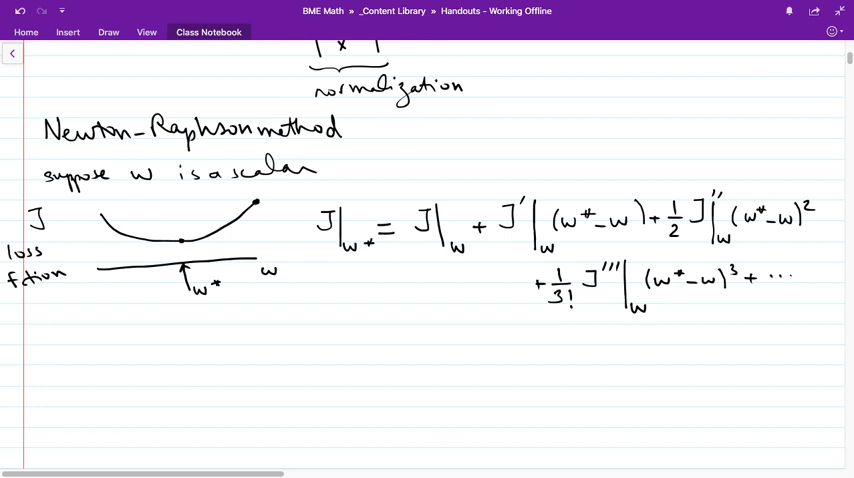 BME Math » _Content Library » Handouts - Working Offline
Home Insert Draw View Class Notebook
normalization
Newton-Raphson method
suppose w is a scalar
J loss fction
w
w*
J|w* = J|w + J'|w (w*-w) + 1/2 J''|w (w*-w)²
+ 1/3! J'''|w (w*-w)³ + ...